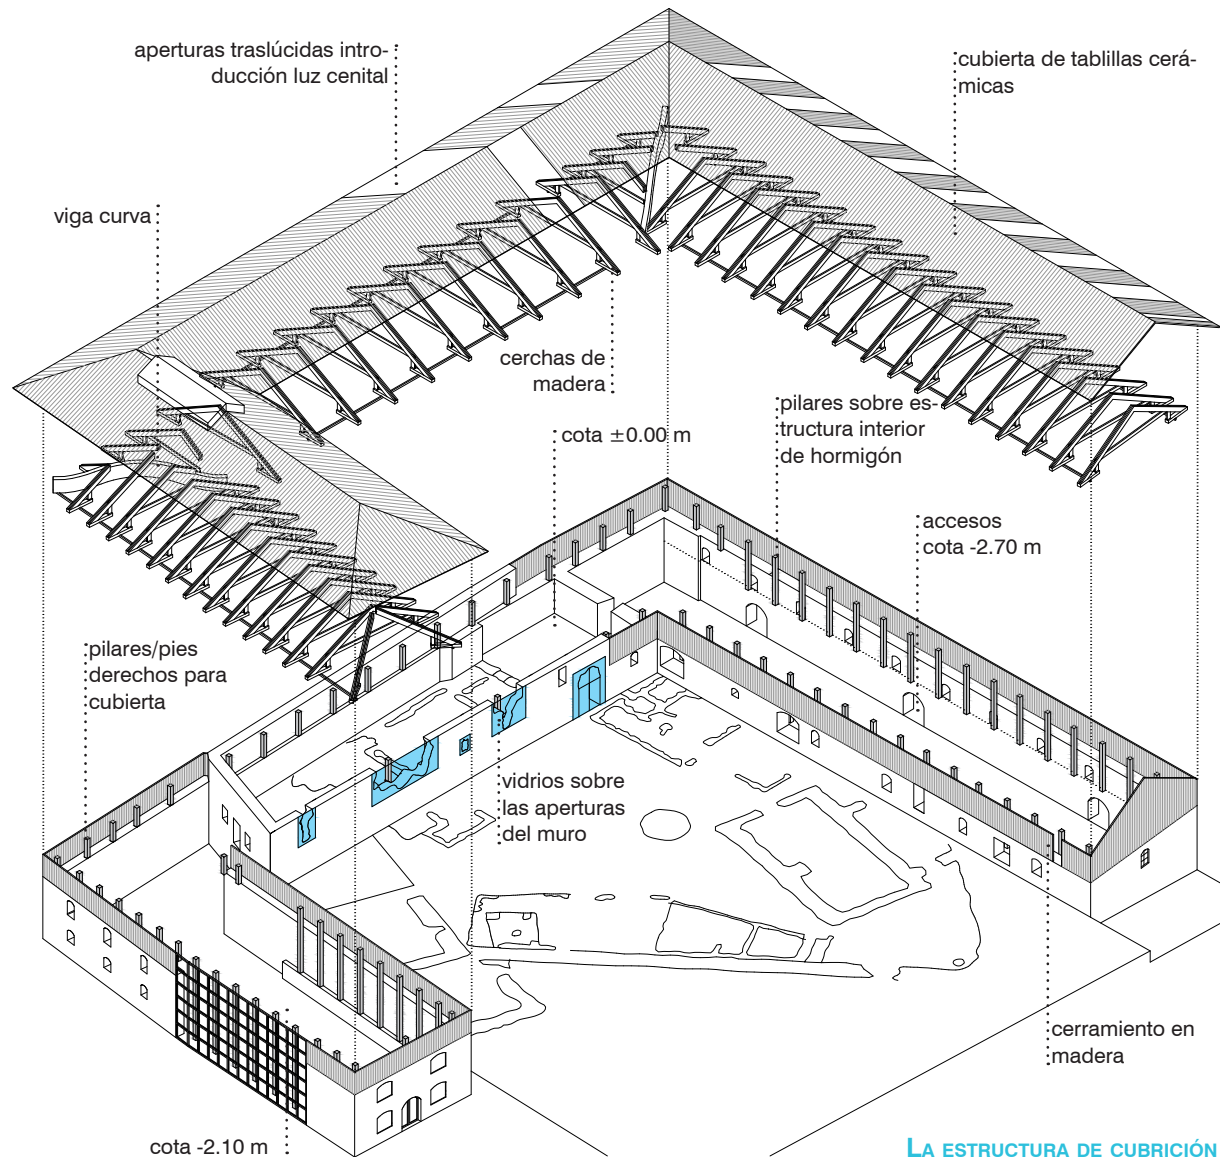 aperturas traslúcidas intro-
ducción luz cenital
cubierta de tablillas cerá-
micas
viga curva
cerchas de
madera
pilares sobre es-
tructura interior
de hormigón
cota ±0.00 m
accesos
cota -2.70 m
pilares/pies
derechos para
cubierta
vidrios sobre
las aperturas
del muro
cerramiento en
madera
cota -2.10 m
LA ESTRUCTURA DE CUBRICIÓN